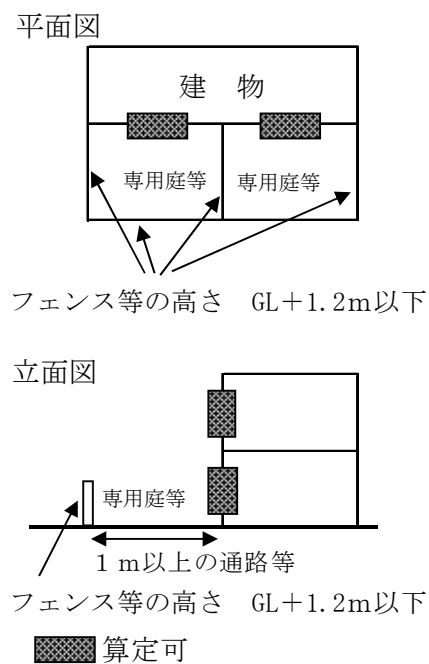 平面図
建 物
専用庭等 専用庭等
フェンス等の高さ GL+1.2m以下
立面図
専用庭等
1 m以上の通路等
フェンス等の高さ GL+1.2m以下
算定可